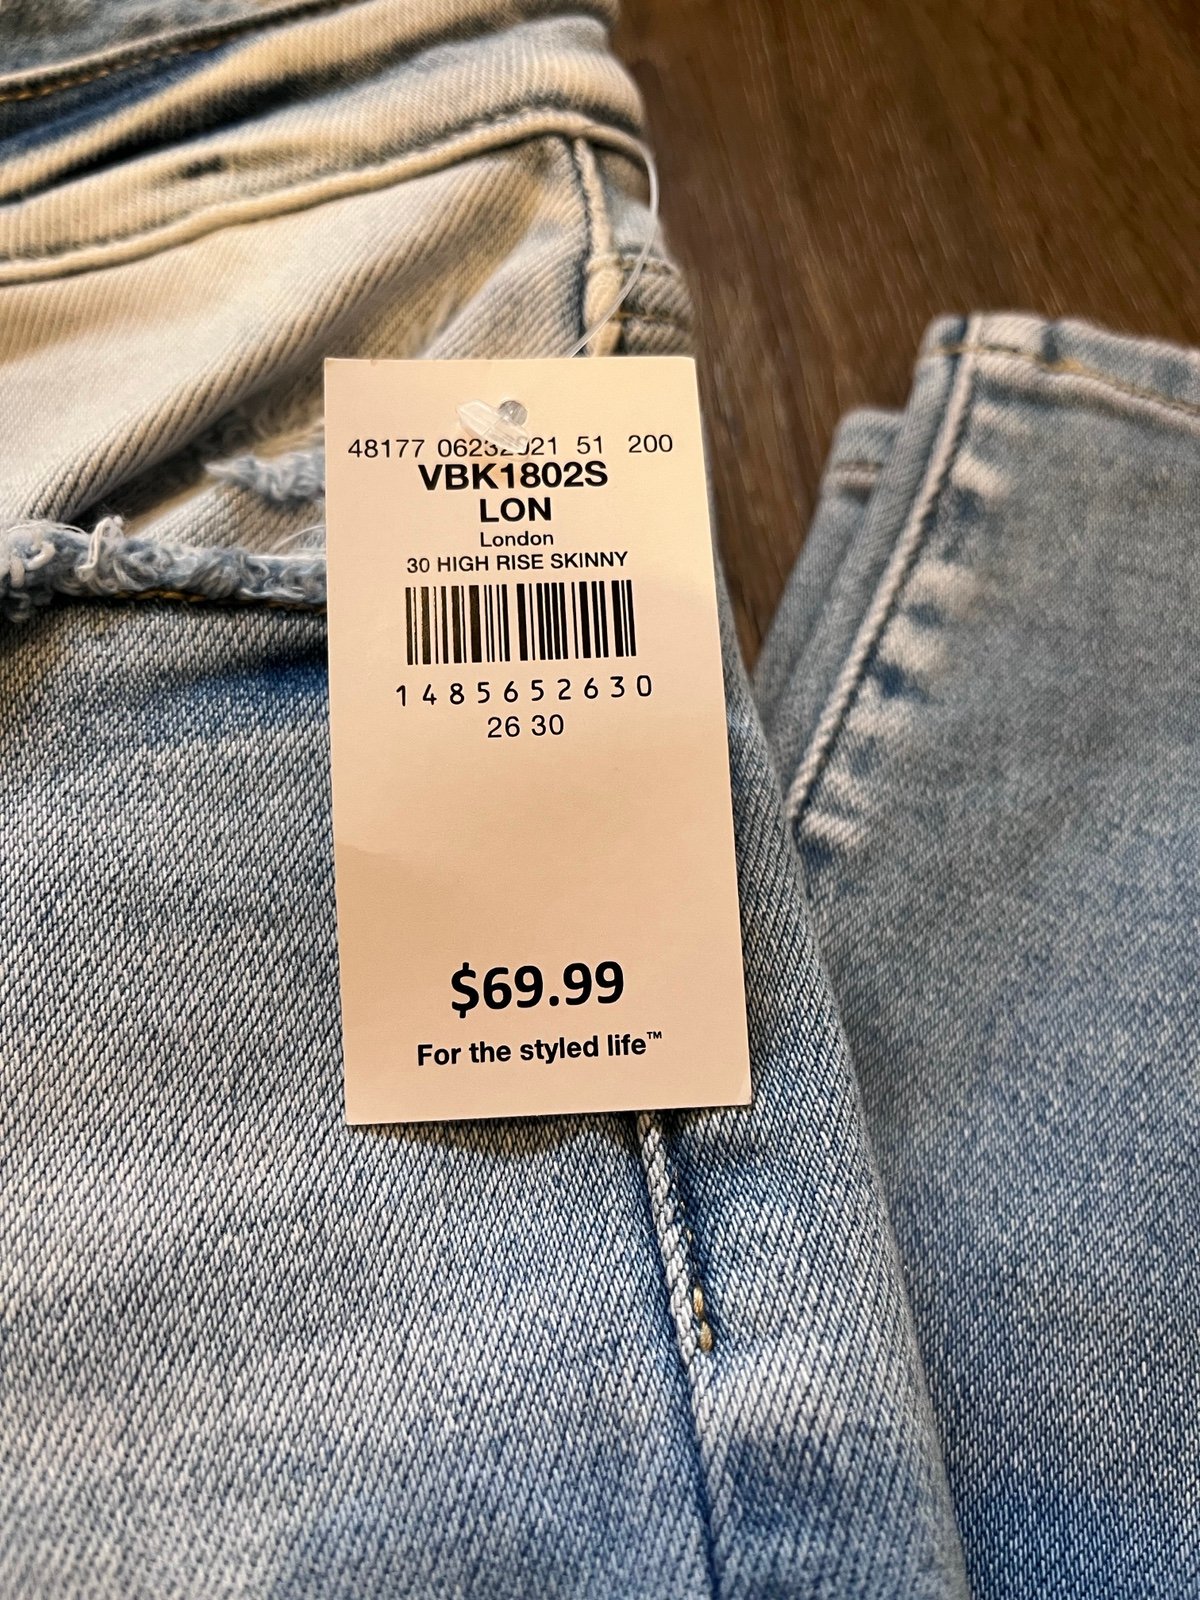 48177 06232021 51 200
VBK1802S
LON
London
30 HIGH RISE SKINNY
1485652630
26 30
$69.99
For the styled life™